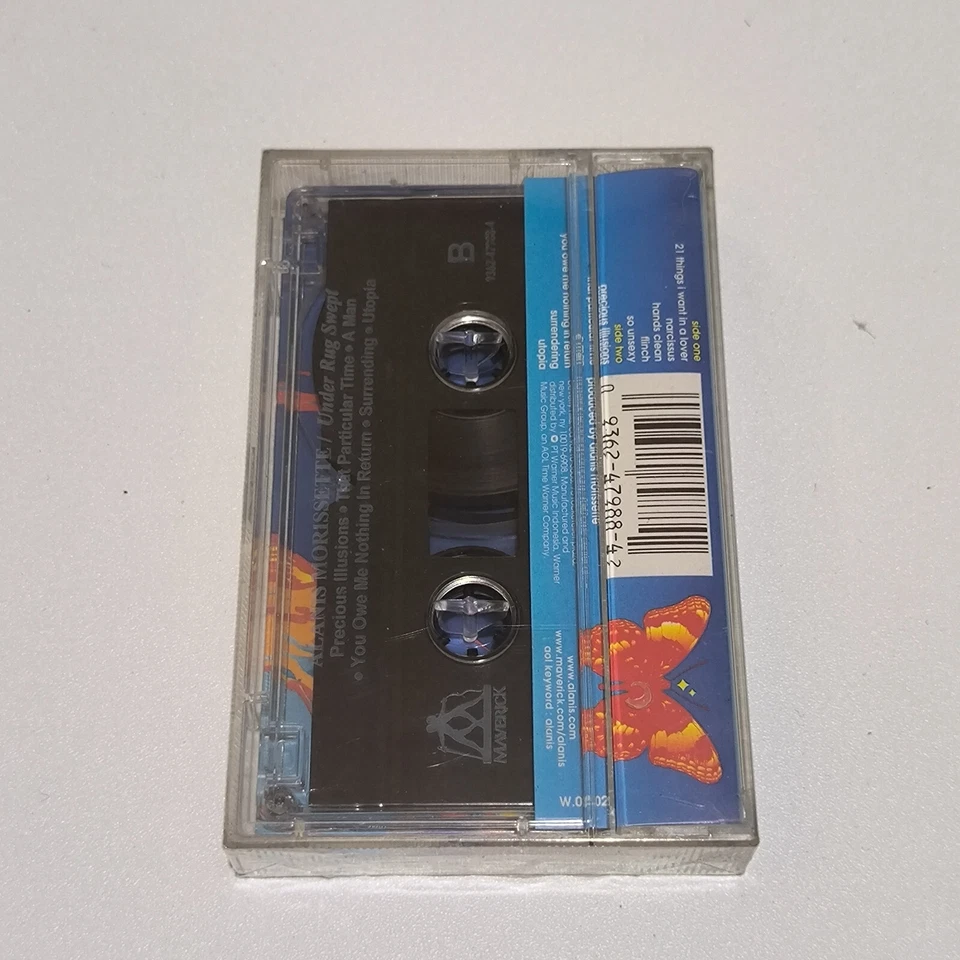 B
ALANIS MORISSETTE / Under Rug Swept
Precious Illusions • That Particular Time • A Man
• You Owe Me Nothing In Return • Surrending • Utopia
MAVERICK
side one
21 things i want in a lover
narcissus
hands clean
flinch
so unsexy
side two
precious illusions
you owe me nothing in return
surrendering
utopia
0 9362-47988-4 2
produced by alanis morissette
new york, ny 10019-6908. Manufactured and
distributed by PT Warner Music Indonesia, Warner
Music Group, an AOL Time Warner Company.
www.alanis.com
www.maverick.com/alanis
aol keyword : alanis